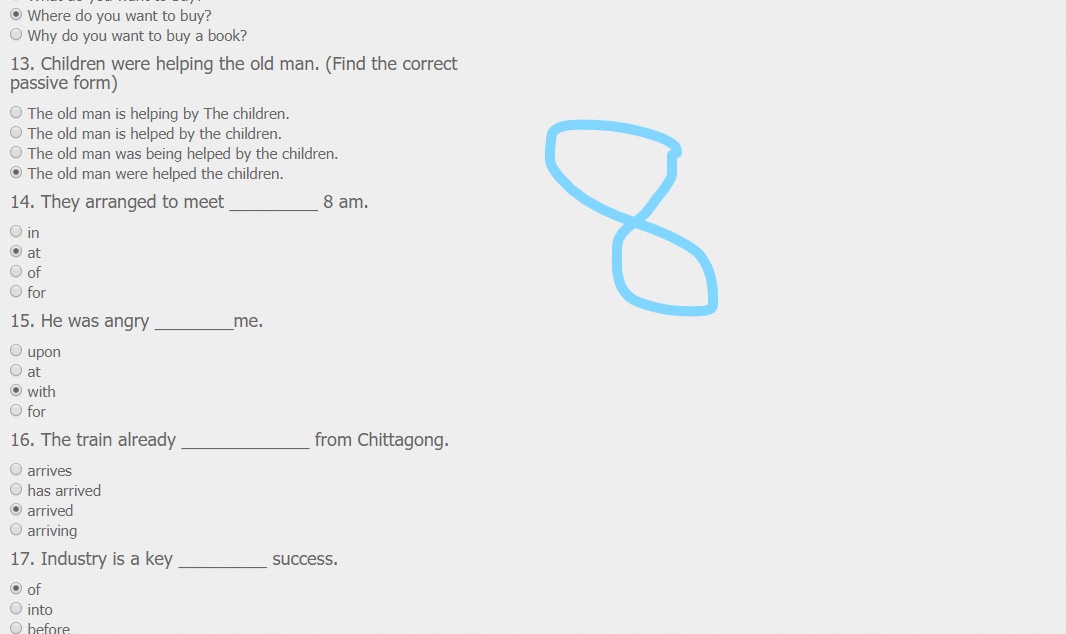 Where do you want to buy?
Why do you want to buy a book?
13. Children were helping the old man. (Find the correct
passive form)
The old man is helping by The children.
The old man is helped by the children.
The old man was being helped by the children.
The old man were helped the children.
14. They arranged to meet _________ 8 am.
in
at
of
for
15. He was angry ________me.
upon
at
with
for
16. The train already _____________ from Chittagong.
arrives
has arrived
arrived
arriving
17. Industry is a key _________ success.
of
into
before
8